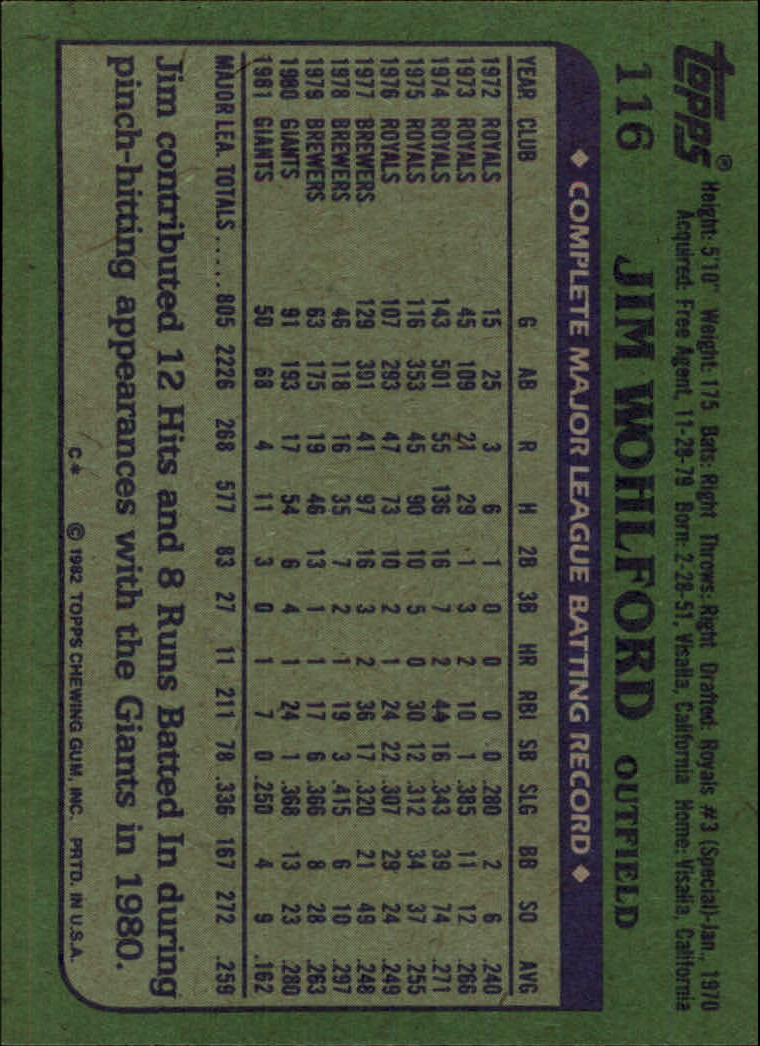 topps® Height: 5'10" Weight: 175 Bats: Right Throws: Right Drafted: Royals #3 (Special)-Jan., 1970
Acquired: Free Agent, 11-28-79 Born: 2-28-51, Visalia, California Home: Visalia, California
116 JIM WOHLFORD OUTFIELD
◆ COMPLETE MAJOR LEAGUE BATTING RECORD ◆
YEAR CLUB G AB R H 2B 3B HR RBI SB SLG BB SO AVG
1972 ROYALS 15 25 3 6 1 0 0 0 0 .280 2 6 .240
1973 ROYALS 45 109 21 29 1 3 2 10 1 .385 11 12 .266
1974 ROYALS 143 501 55 136 16 7 2 44 16 .343 39 74 .271
1975 ROYALS 116 353 45 90 10 5 0 30 12 .312 34 37 .255
1976 ROYALS 107 293 47 73 10 2 1 24 22 .307 29 24 .249
1977 BREWERS 129 391 41 97 16 3 2 36 17 .320 21 49 .248
1978 BREWERS 46 118 16 35 7 2 1 19 3 .415 6 10 .297
1979 BREWERS 63 175 19 46 13 1 1 17 6 .366 8 28 .263
1980 GIANTS 91 193 17 54 6 4 1 24 1 .368 13 23 .280
1981 GIANTS 50 68 4 11 3 0 1 7 0 .250 4 9 .162
MAJOR LEA. TOTALS ..... 805 2226 268 577 83 27 11 211 78 .336 167 272 .259
Jim contributed 12 Hits and 8 Runs Batted In during
pinch-hitting appearances with the Giants in 1980.
C* © 1982 TOPPS CHEWING GUM, INC. PRTD. IN U.S.A.